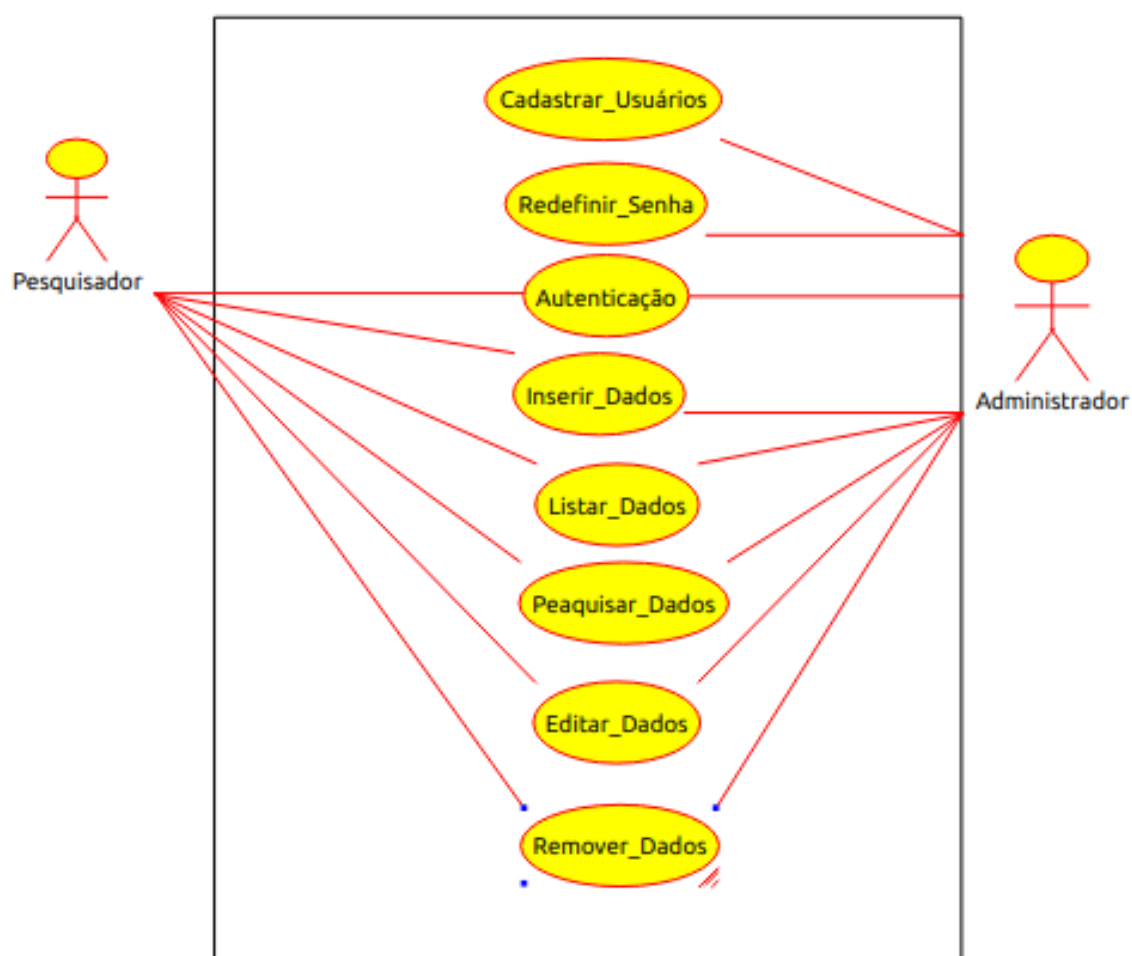 Cadastrar_Usuários
Redefinir_Senha
Pesquisador
Autenticação
Inserir_Dados
Administrador
Listar_Dados
Peaquisar_Dados
Editar_Dados
Remover_Dados